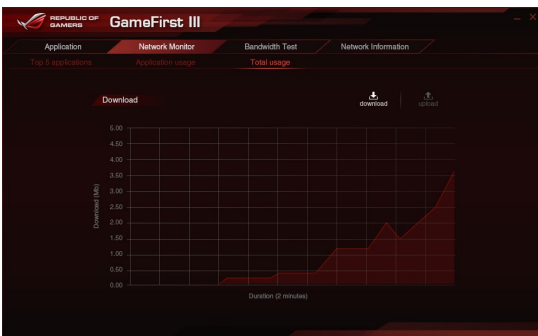 REPUBLIC OF
GAMERS
GameFirst III
Application
Network Monitor
Bandwidth Test
Network Information
Top 5 applications
Application usage
Total usage
Download
download
upload
5.00
4.50
4.00
3.50
3.00
2.50
2.00
1.50
1.00
0.50
0.00
Download (Mb)
Duration (2 minutes)